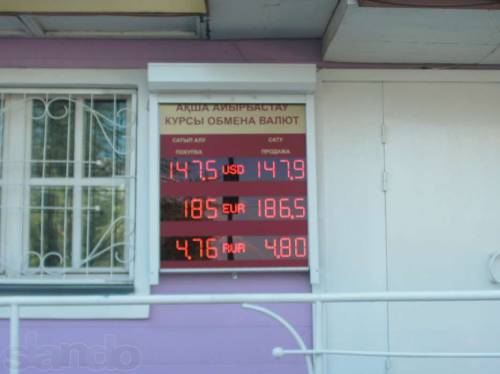 АҚША АЙЫРБАСТАУ
КУРСЫ ОБМЕНА ВАЛЮТ
САТЫП АЛУ САТУ
ПОКУПКА ПРОДАЖА
147.5 USD 147.9
185 EUR 186.5
4.76 RUR 4.80
slando